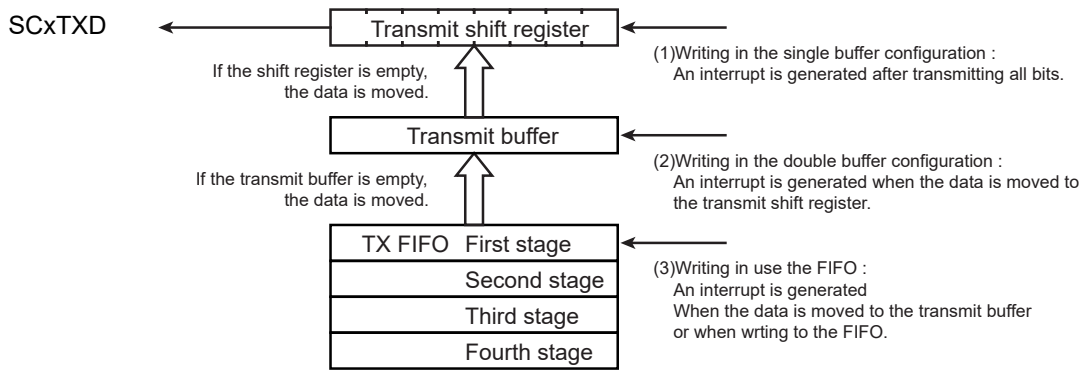 SCxTXD
Transmit shift register
(1)Writing in the single buffer configuration :
An interrupt is generated after transmitting all bits.
If the shift register is empty,
the data is moved.
Transmit buffer
(2)Writing in the double buffer configuration :
An interrupt is generated when the data is moved to
the transmit shift register.
If the transmit buffer is empty,
the data is moved.
TX FIFO First stage
Second stage
Third stage
Fourth stage
(3)Writing in use the FIFO :
An interrupt is generated
When the data is moved to the transmit buffer
or when wrting to the FIFO.